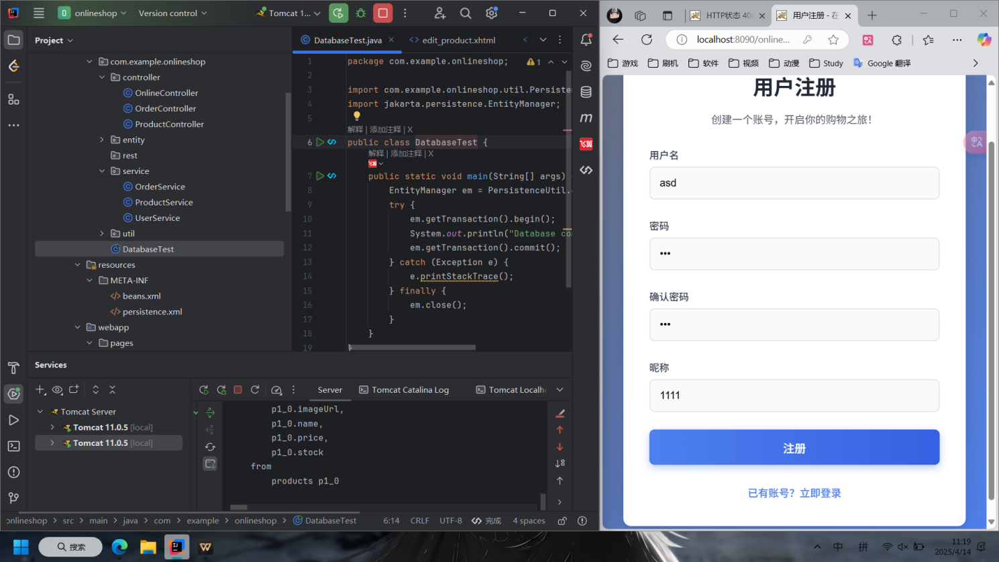 onlineshop
Version control
Tomcat 1...
Project
com.example.onlineshop
controller
OnlineController
OrderController
ProductController
entity
rest
service
OrderService
ProductService
UserService
util
DatabaseTest
resources
META-INF
beans.xml
persistence.xml
webapp
pages
DatabaseTest.java
edit_product.xhtml
1
1 package com.example.onlineshop;
2
3 import com.example.onlineshop.util.Persiste
4 import jakarta.persistence.EntityManager;
5
解释 | 添加注释 | X
6 public class DatabaseTest {
解释 | 添加注释 | X
7 public static void main(String[] args)
8 EntityManager em = PersistenceUtil.
9 try {
10 em.getTransaction().begin();
11 System.out.println("Database co
12 em.getTransaction().commit();
13 } catch (Exception e) {
14 e.printStackTrace();
15 } finally {
16 em.close();
17 }
18 }
19 }
Services
Tomcat Server
Tomcat 11.0.5 [local]
Tomcat 11.0.5 [local]
Server
Tomcat Catalina Log
Tomcat Localh
p1_0.imageUrl,
p1_0.name,
p1_0.price,
p1_0.stock
from
products p1_0
onlineshop > src > main > java > com > example > onlineshop > DatabaseTest
6:14
CRLF
UTF-8
完成
4 spaces
HTTP状态 404
用户注册 - 在
localhost:8090/online...
游戏
刷机
软件
视频
动漫
Study
Google 翻译
用户注册
创建一个账号，开启你的购物之旅！
用户名
asd
密码
•••
确认密码
•••
昵称
1111
注册
已有账号？立即登录
搜索
中
拼
11:19
2025/4/14